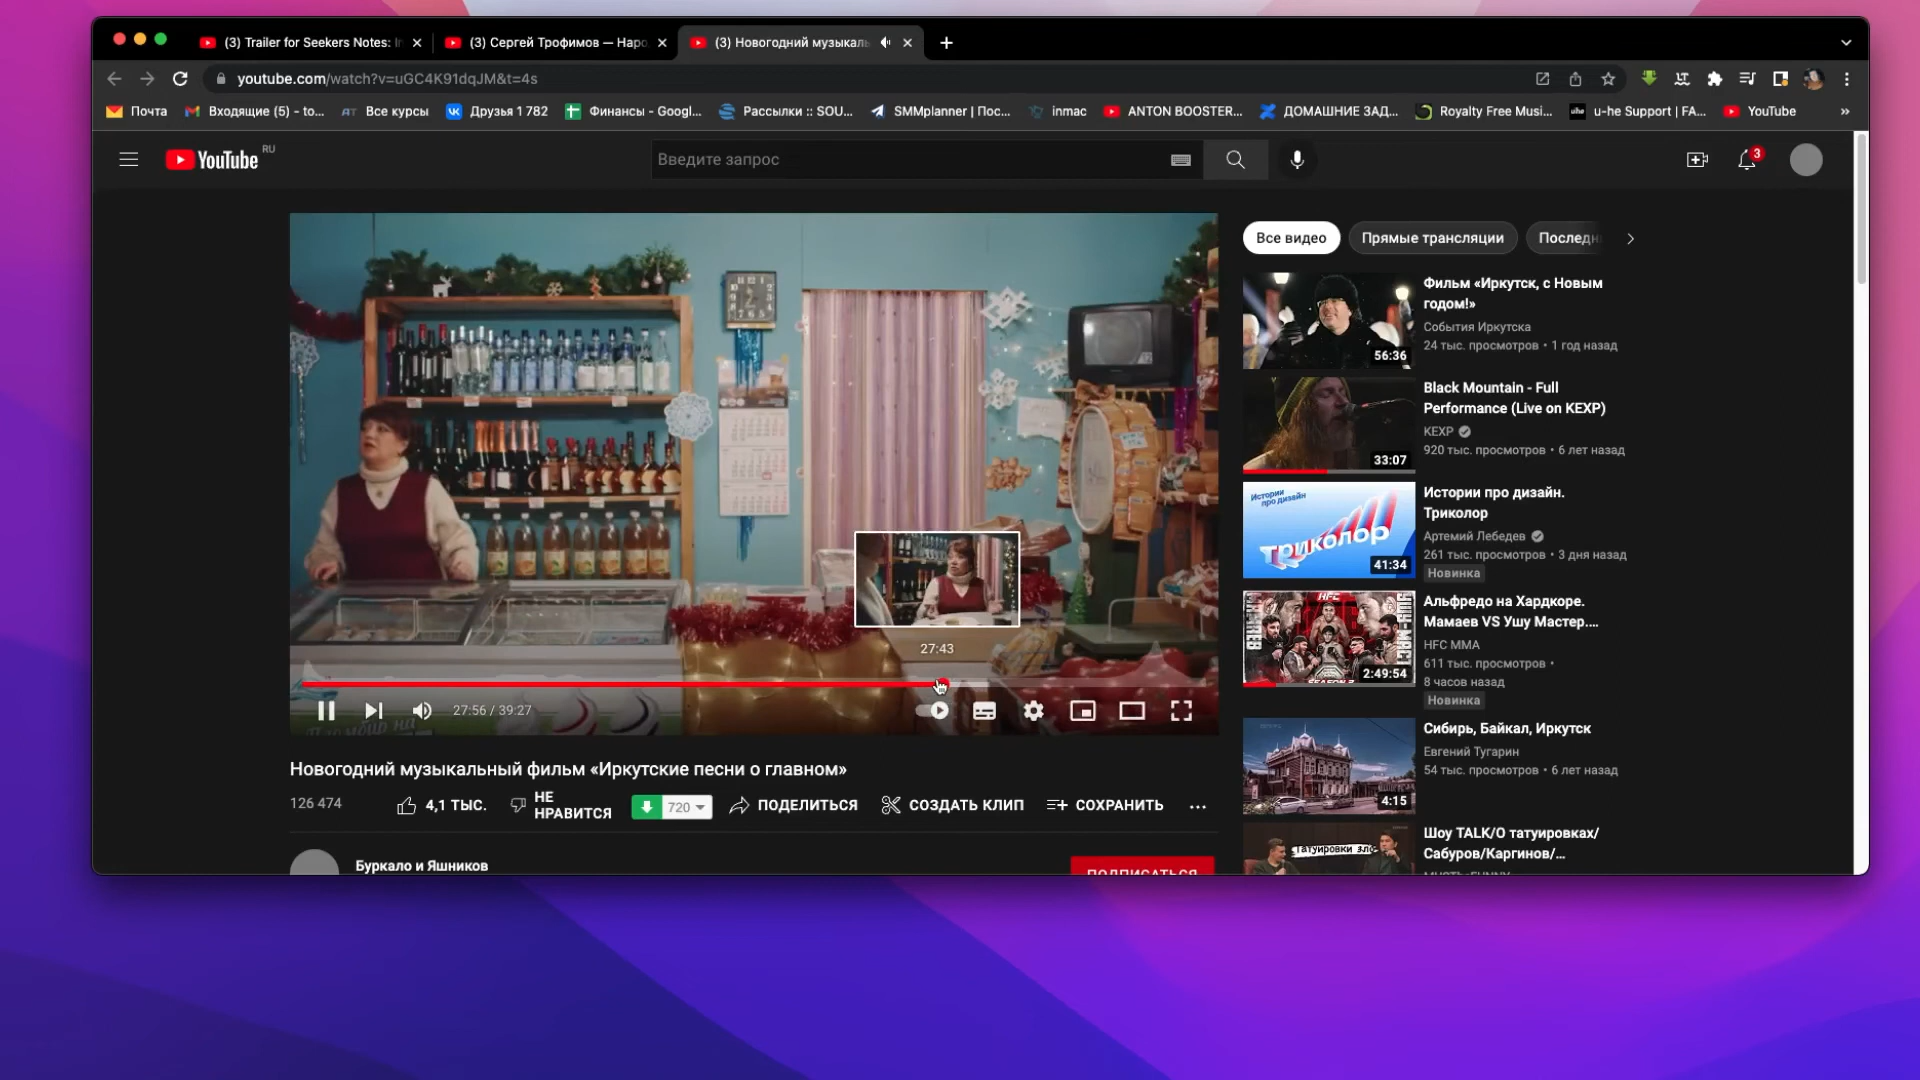 (3) Trailer for Seekers Notes:
(3) Сергей Трофимов — Наро
(3) Новогодний музыкаль
youtube.com/watch?v=uGC4K91dqJM&t=4s
Почта
Входящие (5) - to...
Все курсы
Друзья 1 782
Финансы - Googl...
Рассылки :: SOU...
SMMplanner | Пос...
inmac
ANTON BOOSTER...
ДОМАШНИЕ ЗАД...
Royalty Free Musi...
u-he Support | FA...
YouTube
»
YouTube RU
Введите запрос
3
Все видео
Прямые трансляции
Последн
Фильм «Иркутск, с Новым
годом!»
События Иркутска
24 тыс. просмотров • 1 год назад
56:36
Black Mountain - Full
Performance (Live on KEXP)
KEXP
920 тыс. просмотров • 6 лет назад
33:07
Истории про дизайн.
Триколор
Артемий Лебедев
261 тыс. просмотров • 3 дня назад
Новинка
Истории
про дизайн
ТРИКОЛОР
41:34
Альфредо на Хардкоре.
Мамаев VS Ушу Мастер....
HFC MMA
611 тыс. просмотров •
8 часов назад
Новинка
HFC
2:49:54
Сибирь, Байкал, Иркутск
Евгений Тугарин
54 тыс. просмотров • 6 лет назад
4:15
Шоу TALK/О татуировках/
Сабуров/Каргинов/...
Татуировки зло
27:43
27:56 / 39:27
Пломбир на
Новогодний музыкальный фильм «Иркутские песни о главном»
126 474
4,1 ТЫС.
НЕ
НРАВИТСЯ
720
ПОДЕЛИТЬСЯ
СОЗДАТЬ КЛИП
СОХРАНИТЬ
Буркало и Яшников
ПОДПИСАТЬСЯ